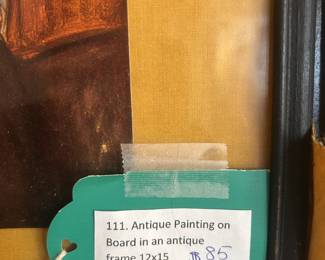 111. Antique Painting on
Board in an antique
frame 12x15 85